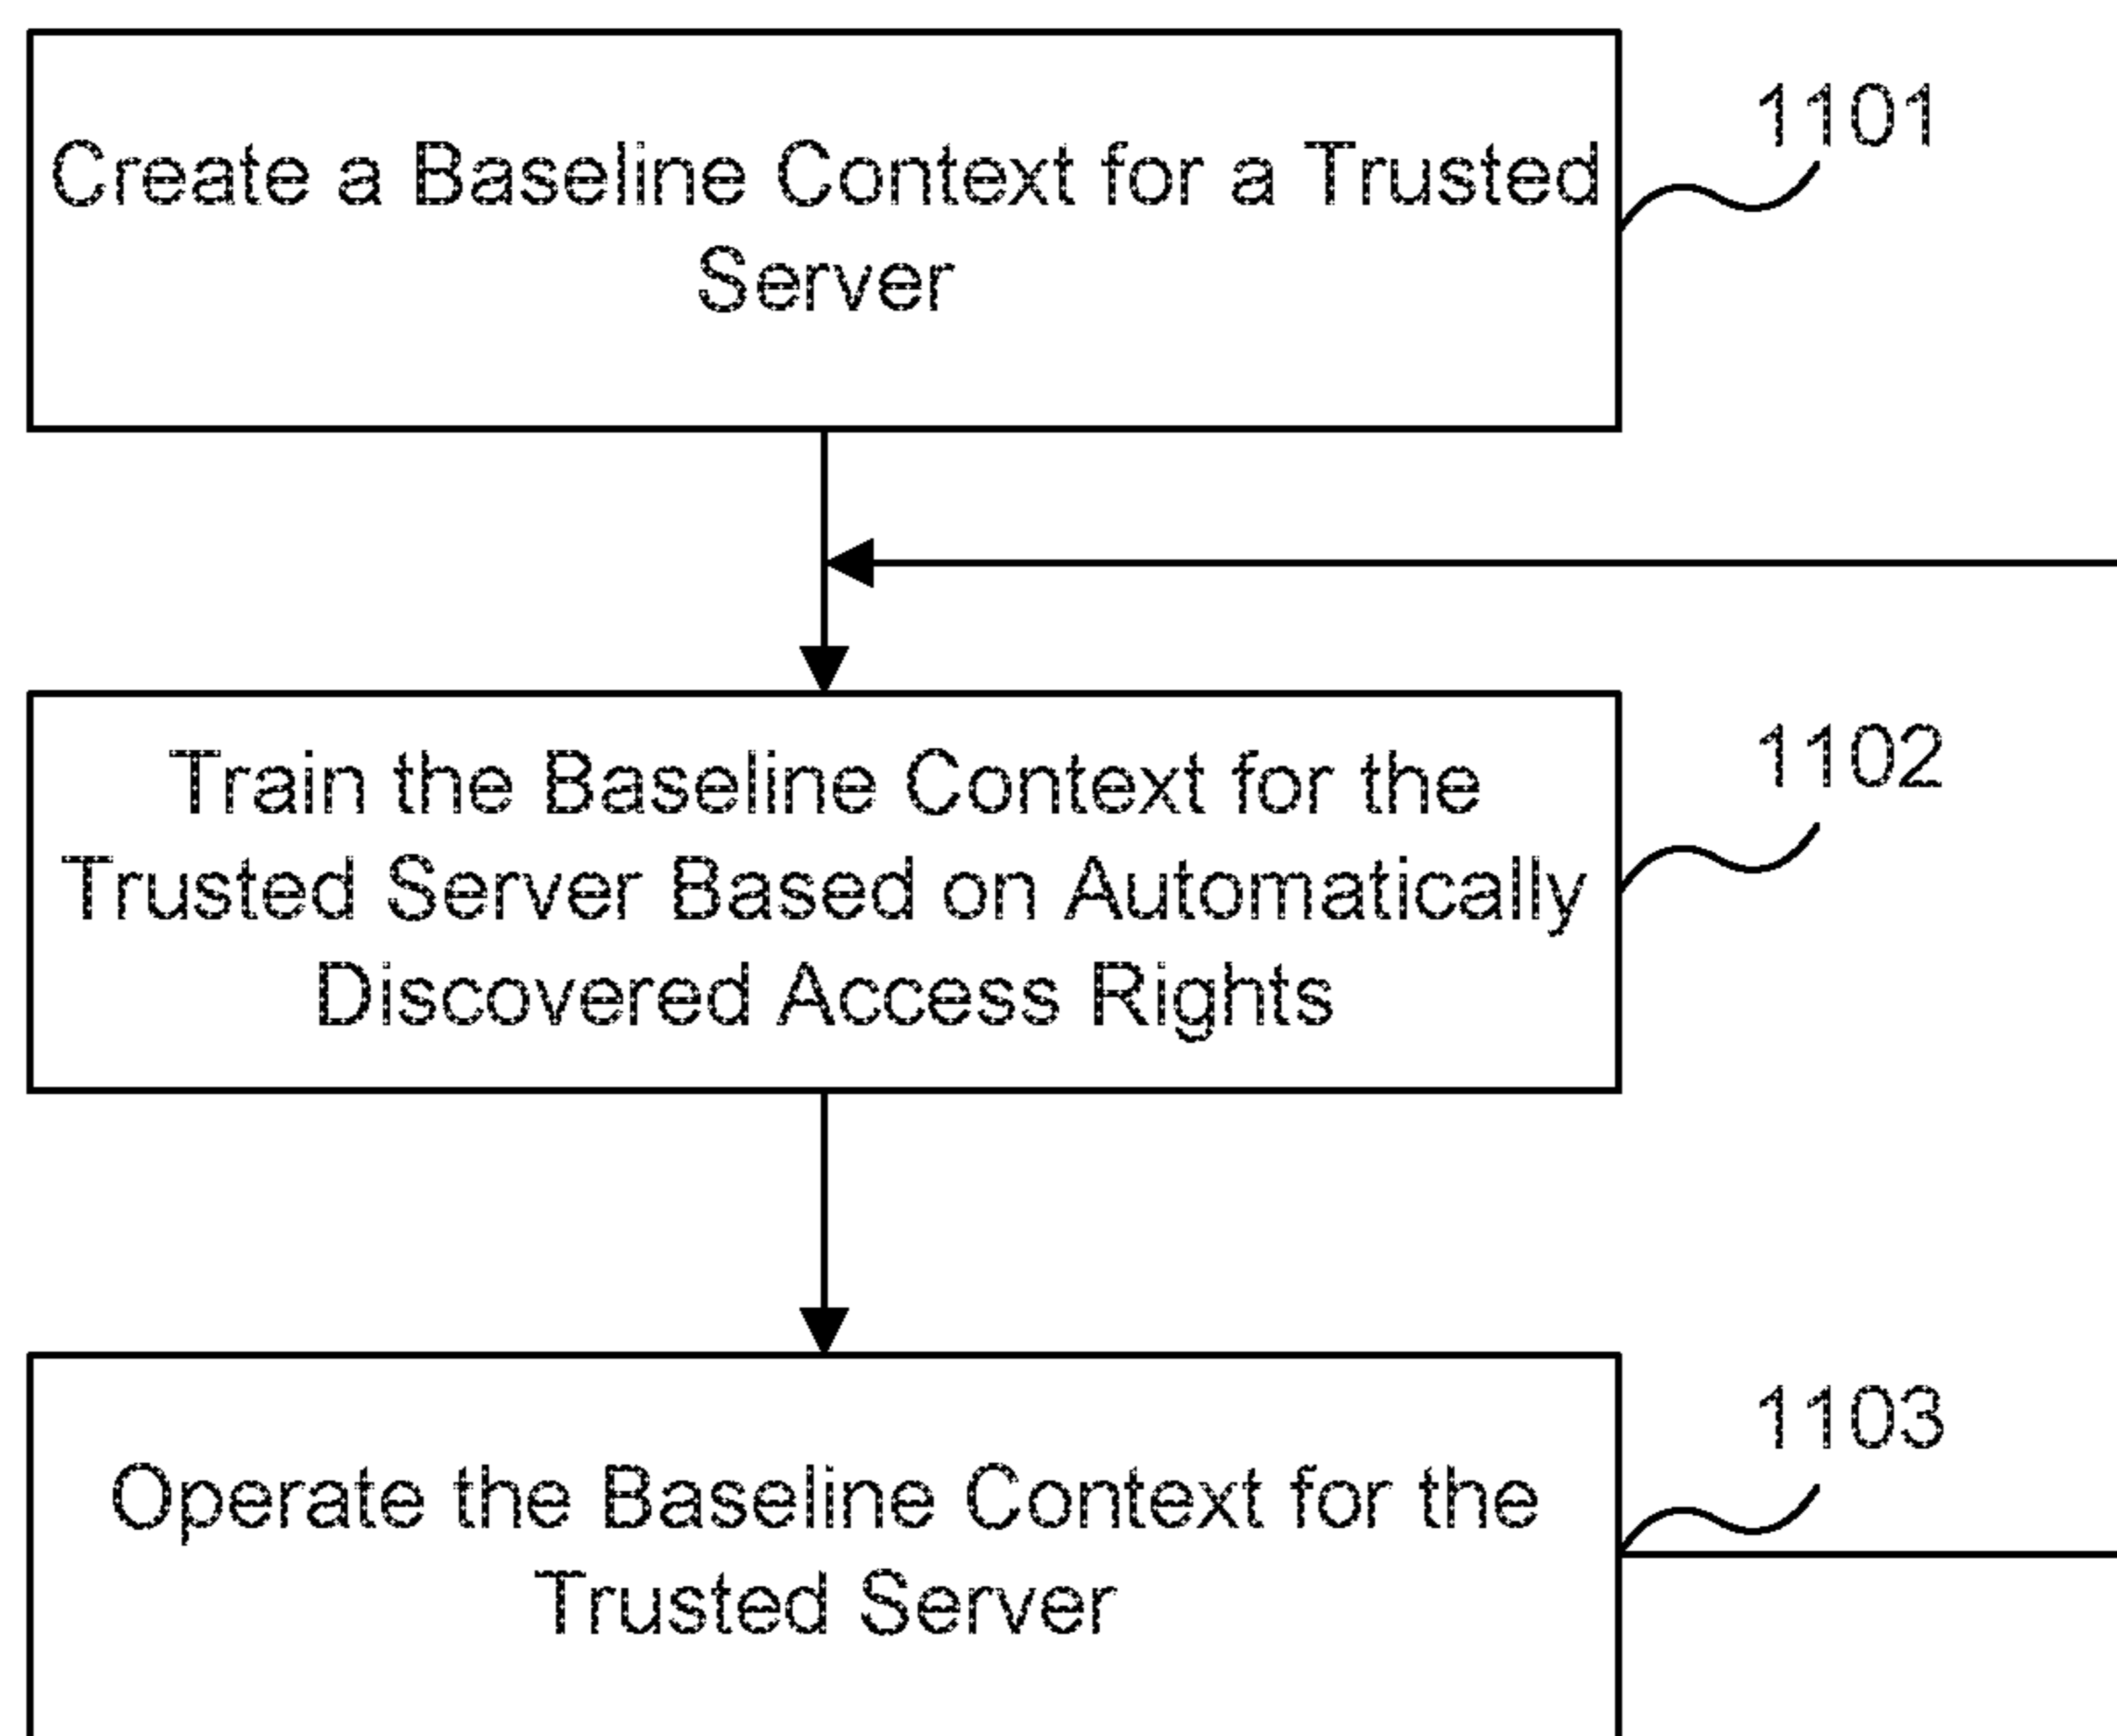 Create a Baseline Context for a Trusted
Server
1101
Train the Baseline Context for the
Trusted Server Based on Automatically
Discovered Access Rights
1102
Operate the Baseline Context for the
Trusted Server
1103